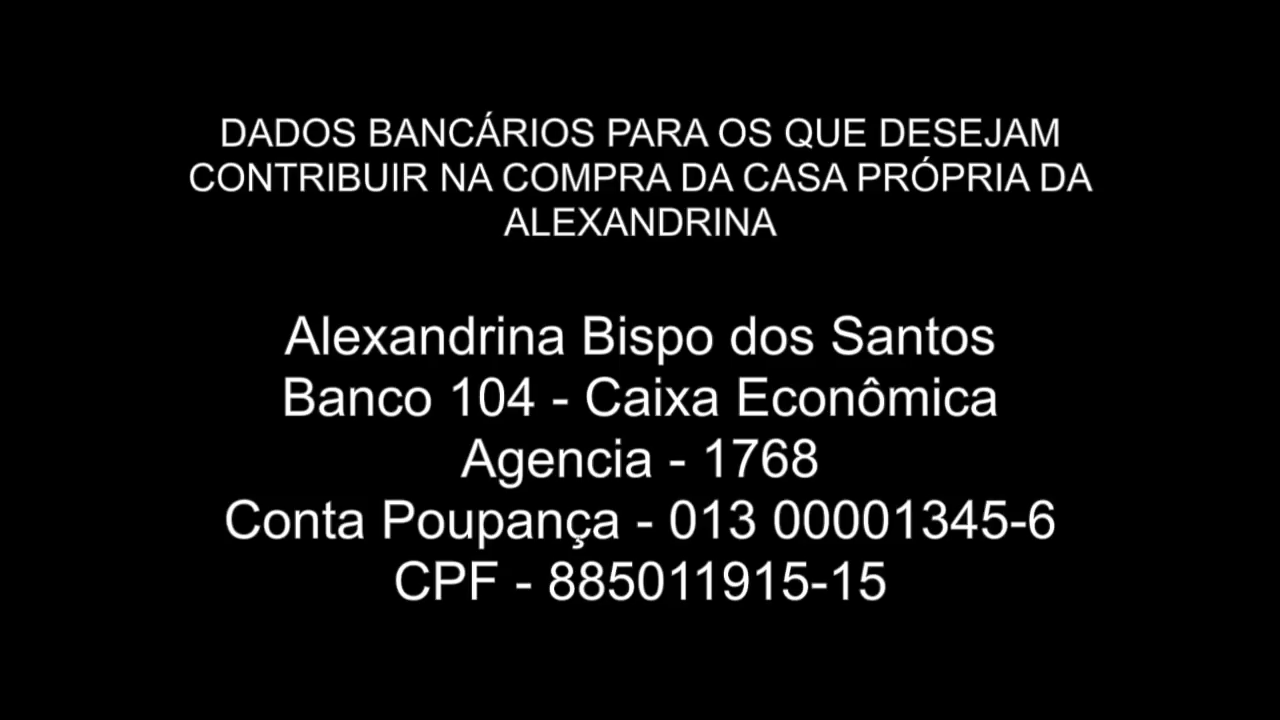 DADOS BANCÁRIOS PARA OS QUE DESEJAM
CONTRIBUIR NA COMPRA DA CASA PRÓPRIA DA
ALEXANDRINA
Alexandrina Bispo dos Santos
Banco 104 - Caixa Econômica
Agencia - 1768
Conta Poupança - 013 00001345-6
CPF - 885011915-15